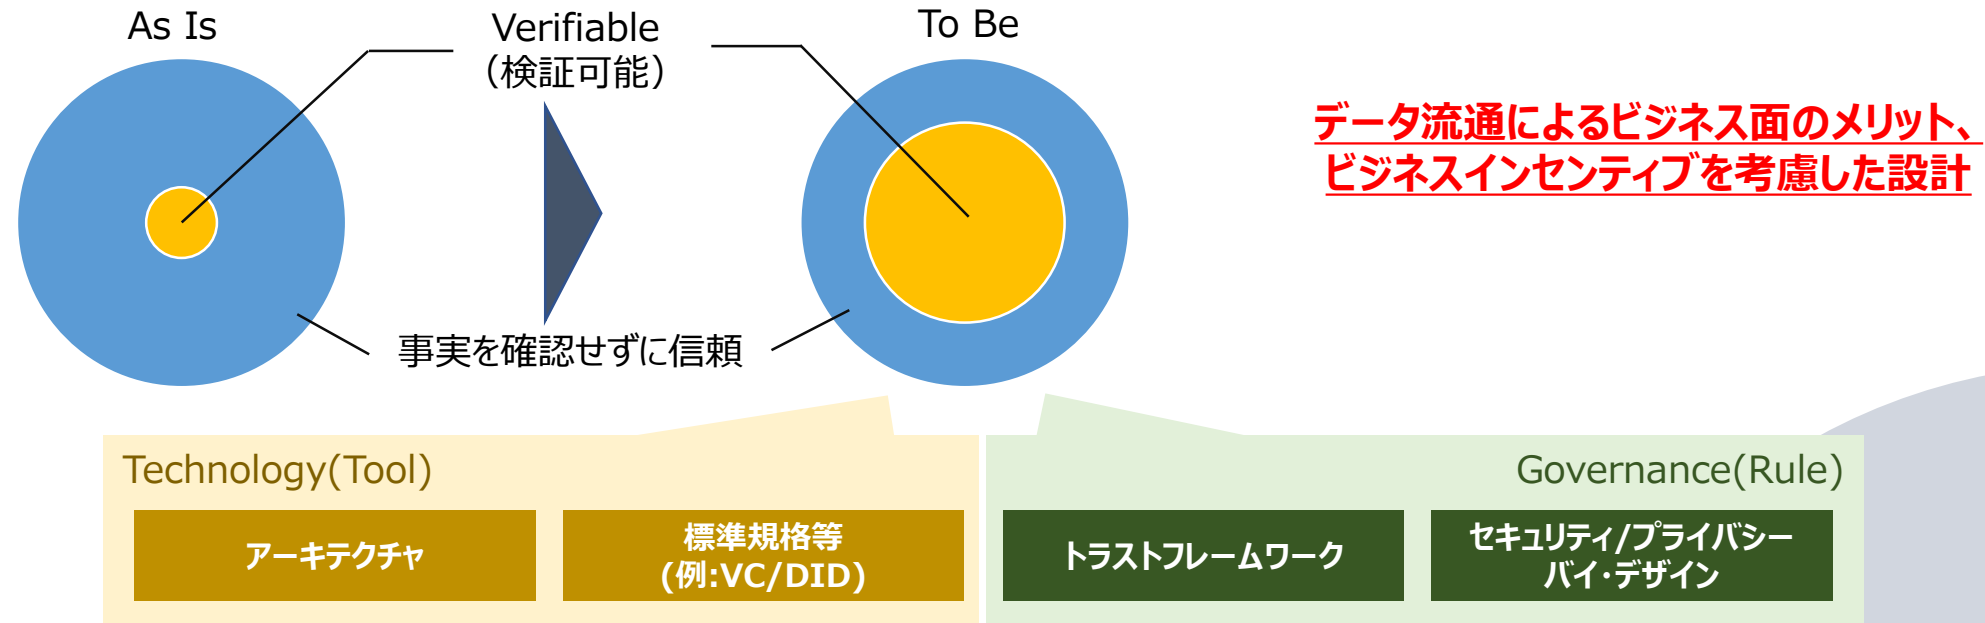 As Is
Verifiable
（検証可能）
To Be
データ流通によるビジネス面のメリット、
ビジネスインセンティブを考慮した設計
事実を確認せずに信頼
Technology(Tool)
アーキテクチャ
標準規格等
(例:VC/DID)
Governance(Rule)
トラストフレームワーク
セキュリティ/プライバシー
バイ・デザイン